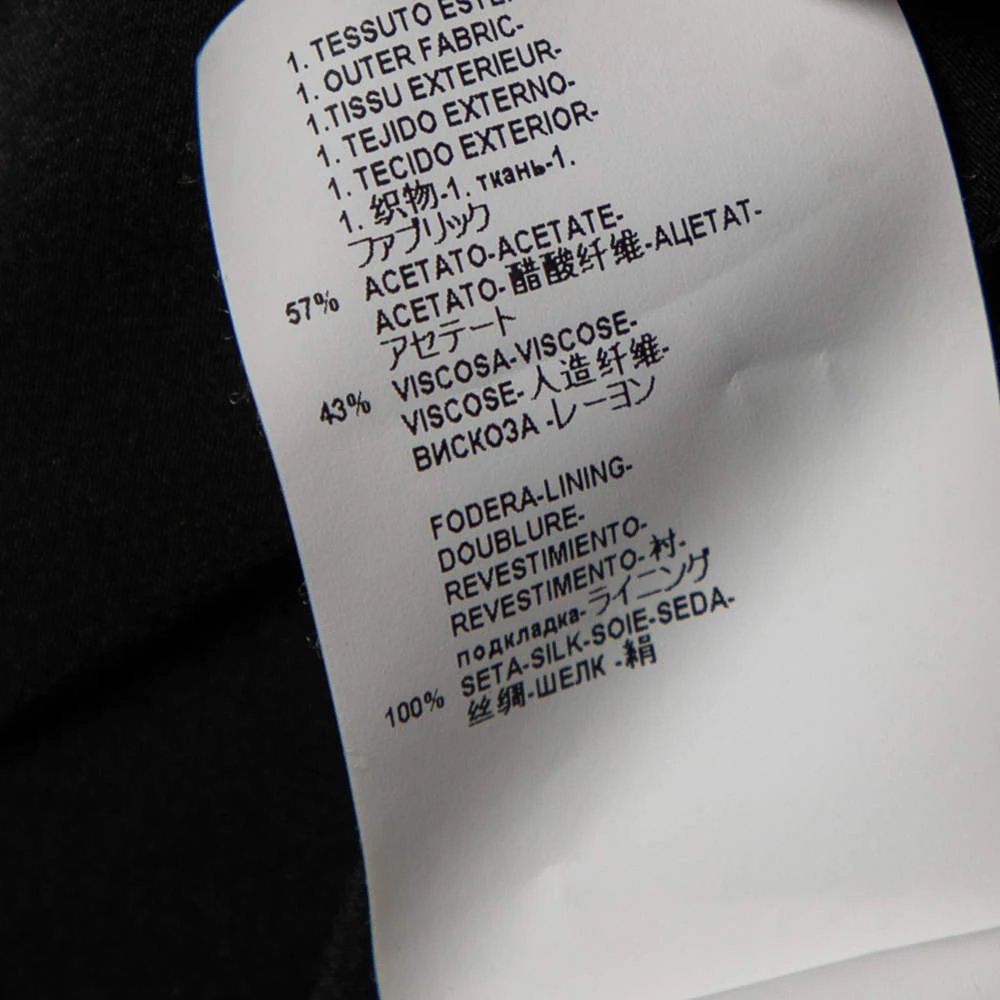 1. TESSUTO
1. OUTER FABRIC-
1.TISSU EXTERIEUR-
1. TEJIDO EXTERNO-
1. TECIDO EXTERIOR-
1. 织物-1. ткань-1.
ファブリック
57% ACETATO-ACETATE-
ACETATO-醋酸纤维-АЦЕТАТ-
アセテート
43% VISCOSA-VISCOSE-
VISCOSE-人造纤维-
ВИСКОЗА -レーヨン
FODERA-LINING-
DOUBLURE-
REVESTIMIENTO-
REVESTIMENTO-衬-
подкладка-ライニング
100% SETA-SILK-SOIE-SEDA-
丝绸-ШЕЛК -絹